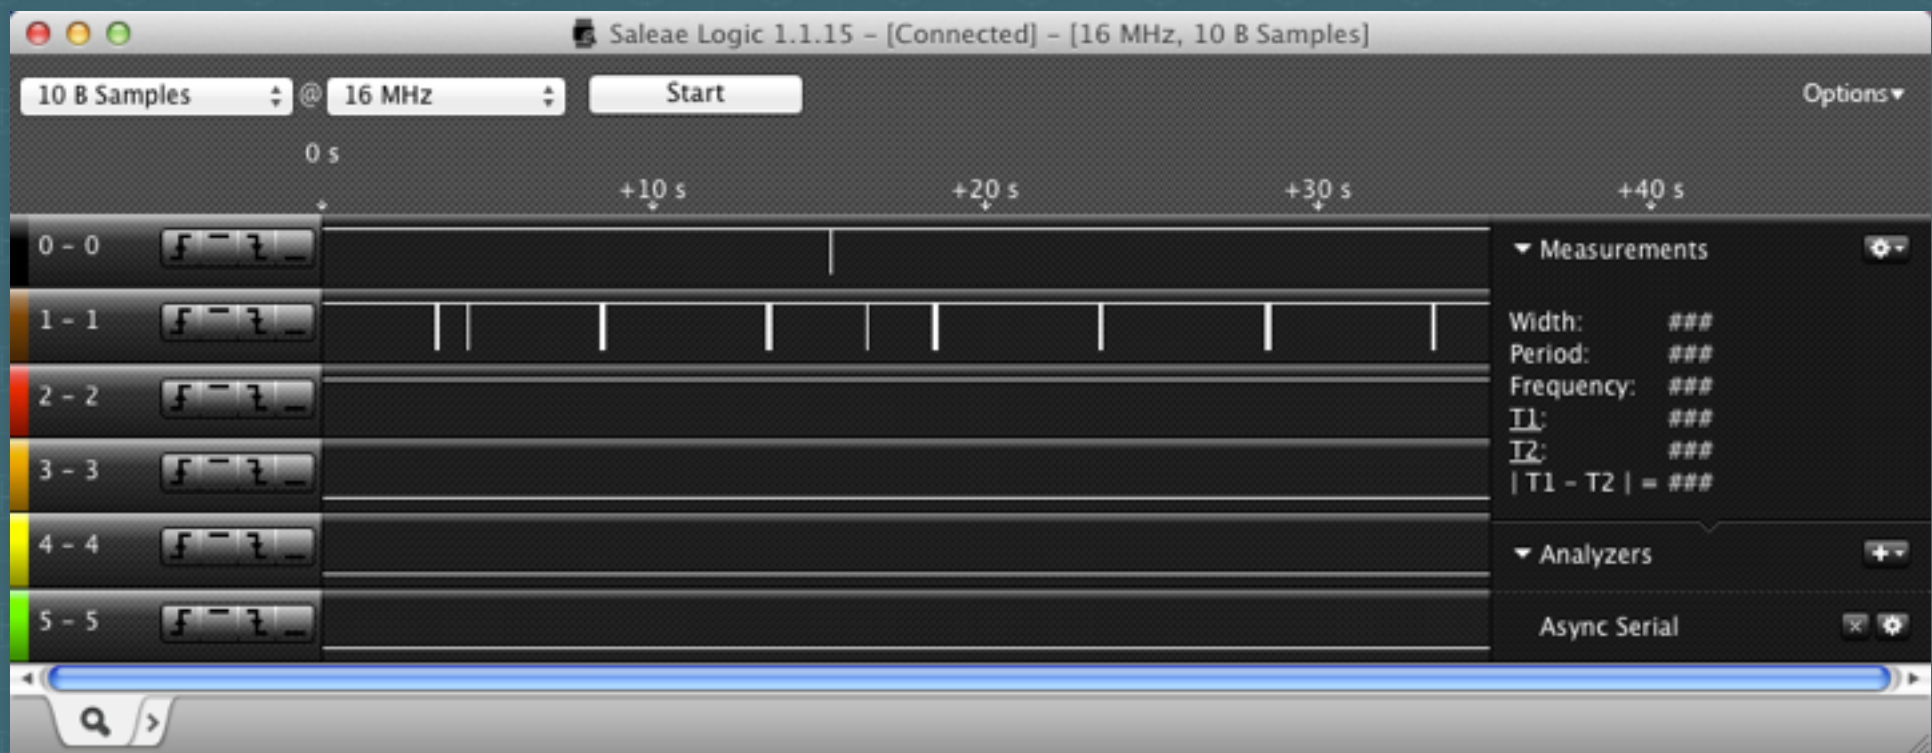 Saleae Logic 1.1.15 – [Connected] – [16 MHz, 10 B Samples]
10 B Samples @ 16 MHz Start Options
0 s
+10 s +20 s +30 s +40 s
0 – 0
Measurements
1 – 1
Width: ###
Period: ###
2 – 2
Frequency: ###
T1: ###
T2: ###
3 – 3
| T1 – T2 | = ###
4 – 4
Analyzers
5 – 5
Async Serial